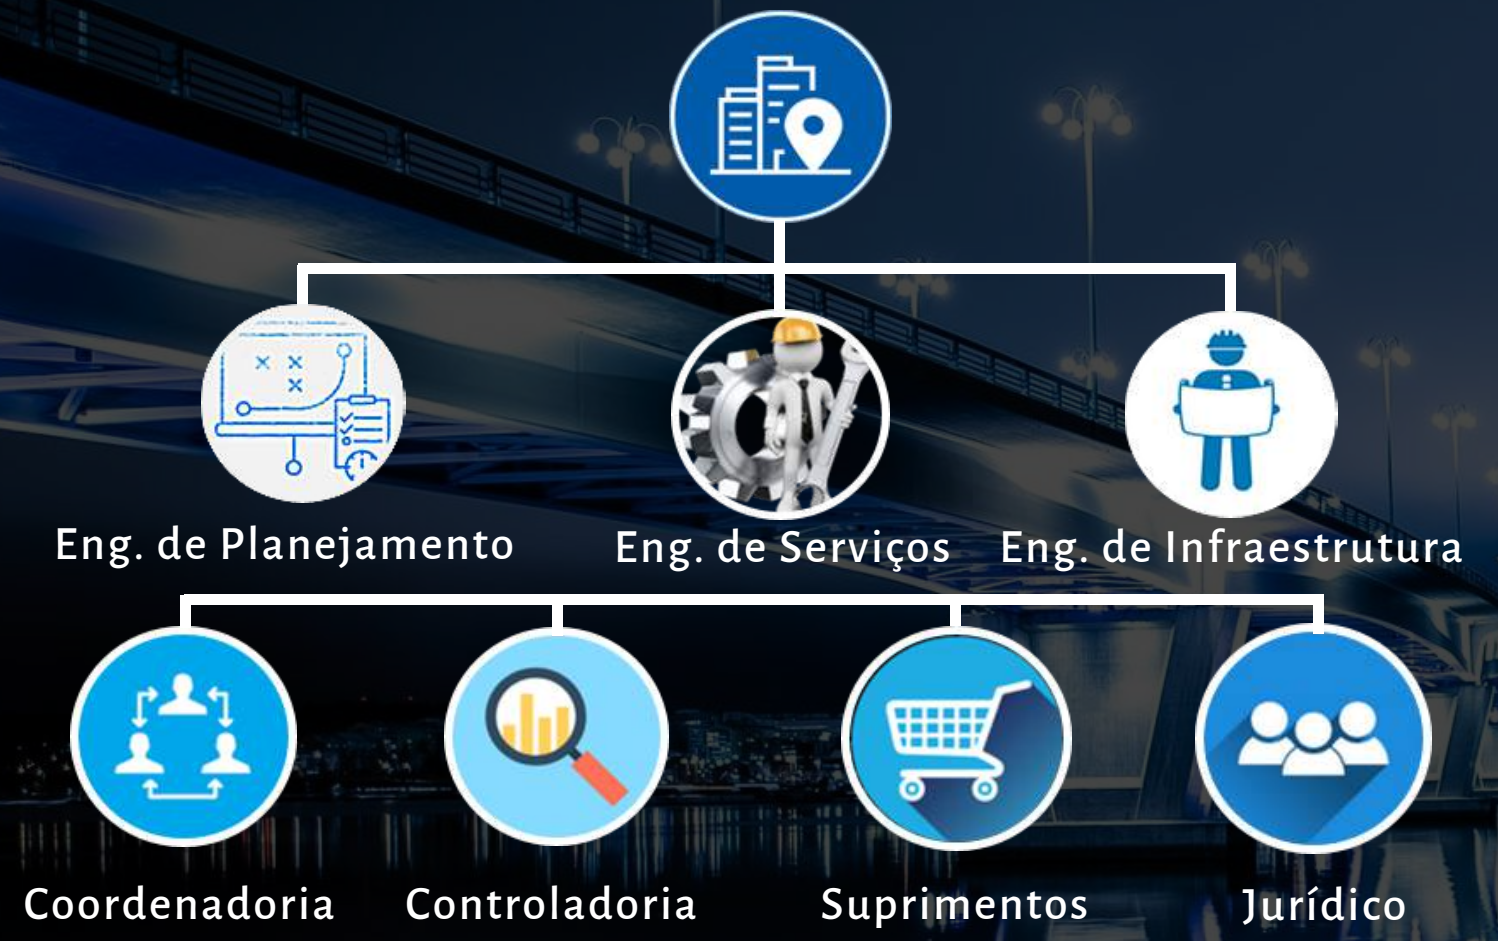 Eng. de Planejamento
Eng. de Serviços
Eng. de Infraestrutura
Coordenadoria
Controladoria
Suprimentos
Jurídico